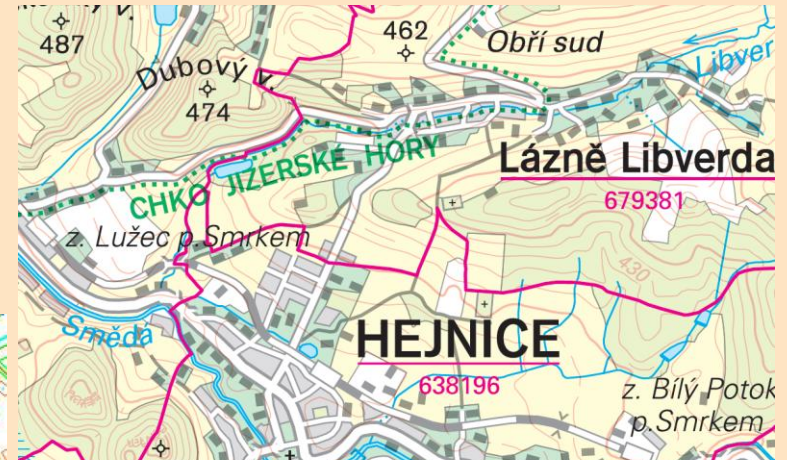 487
Dubový v.
474
462
Obří sud
Libver
CHKO JIZERSKÉ HORY
Lázně Libverda
679381
z. Lužec p.Smrkem
430
Smědá
HEJNICE
638196
z. Bílý Potok
p.Smrkem